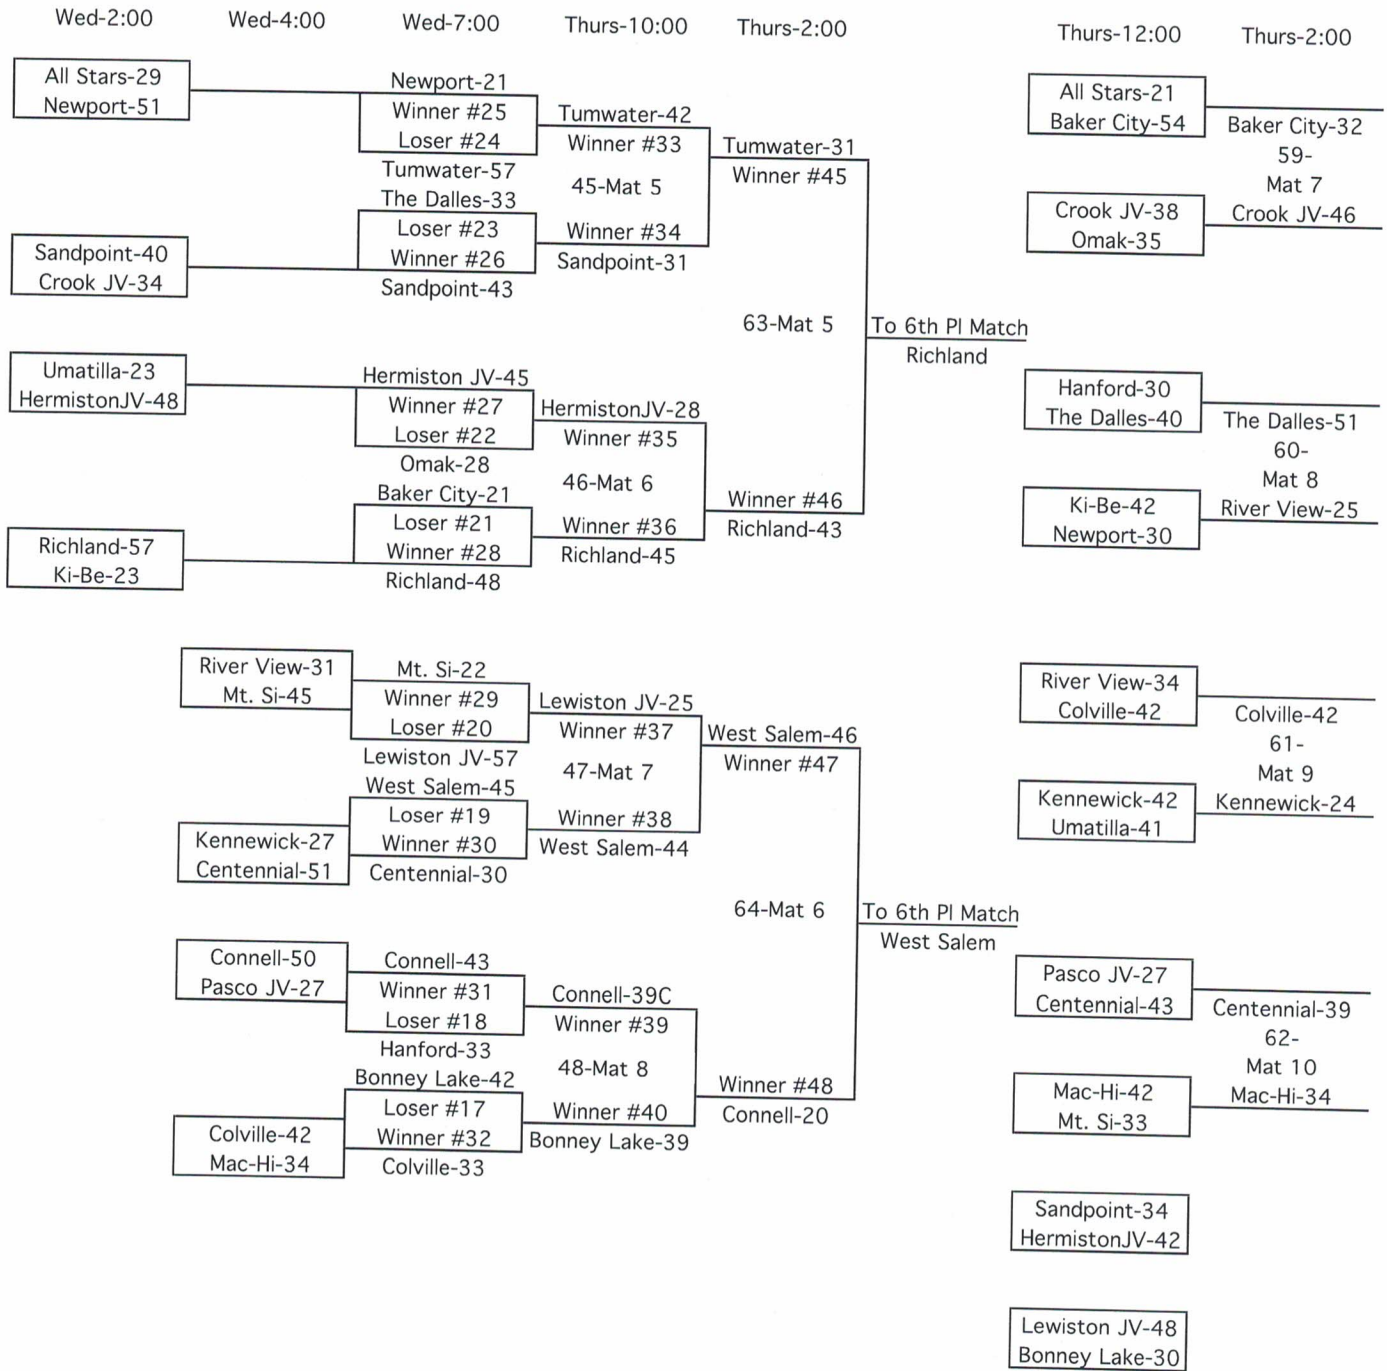 Wed-2:00
Wed-4:00
Wed-7:00
Thurs-10:00
Thurs-2:00
Thurs-12:00
Thurs-2:00
All Stars-29
Newport-51
Sandpoint-40
Crook JV-34
Umatilla-23
HermistonJV-48
Richland-57
Ki-Be-23
River View-31
Mt. Si-45
Kennewick-27
Centennial-51
Connell-50
Pasco JV-27
Colville-42
Mac-Hi-34
Newport-21
Winner #25
Loser #24
Tumwater-57
The Dalles-33
Loser #23
Winner #26
Sandpoint-43
Hermiston JV-45
Winner #27
Loser #22
Omak-28
Baker City-21
Loser #21
Winner #28
Richland-48
Mt. Si-22
Winner #29
Loser #20
Lewiston JV-57
West Salem-45
Loser #19
Winner #30
Centennial-30
Connell-43
Winner #31
Loser #18
Hanford-33
Bonney Lake-42
Loser #17
Winner #32
Colville-33
Tumwater-42
Winner #33
45-Mat 5
Winner #34
Sandpoint-31
HermistonJV-28
Winner #35
46-Mat 6
Winner #36
Richland-45
Lewiston JV-25
Winner #37
47-Mat 7
Winner #38
West Salem-44
Connell-39C
Winner #39
48-Mat 8
Winner #40
Bonney Lake-39
Tumwater-31
Winner #45
63-Mat 5
Winner #46
Richland-43
West Salem-46
Winner #47
64-Mat 6
Winner #48
Connell-20
To 6th Pl Match
Richland
To 6th Pl Match
West Salem
All Stars-21
Baker City-54
Crook JV-38
Omak-35
Hanford-30
The Dalles-40
Ki-Be-42
Newport-30
River View-34
Colville-42
Kennewick-42
Umatilla-41
Pasco JV-27
Centennial-43
Mac-Hi-42
Mt. Si-33
Sandpoint-34
HermistonJV-42
Lewiston JV-48
Bonney Lake-30
Baker City-32
59-
Mat 7
Crook JV-46
The Dalles-51
60-
Mat 8
River View-25
Colville-42
61-
Mat 9
Kennewick-24
Centennial-39
62-
Mat 10
Mac-Hi-34